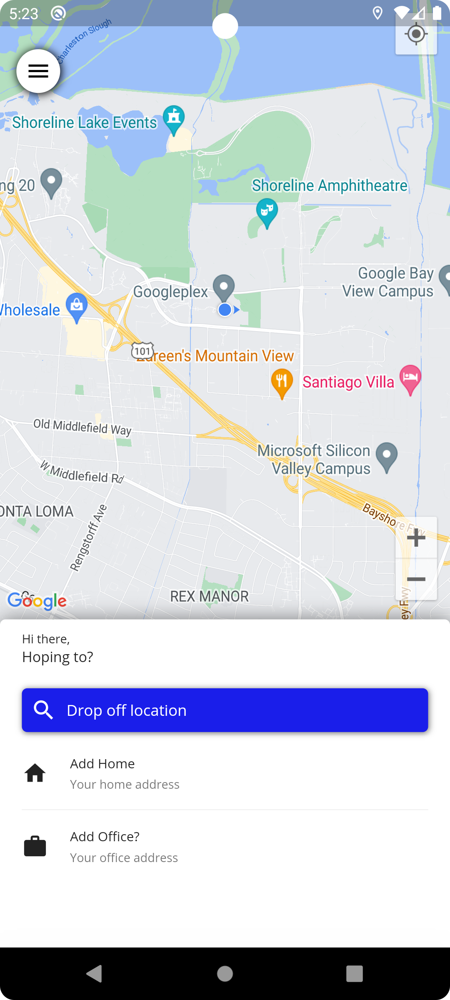 5:23
Charleston Slough
Shoreline Lake Events
ng 20
Shoreline Amphitheatre
Google Bay
View Campus
Googleplex
Wholesale
101
Zareen's Mountain View
Santiago Villa
Old Middlefield Way
Microsoft Silicon
Valley Campus
W Middlefield Rd
ONTA LOMA
Rengstorff Ave
Bayshore Fwy
REX MANOR
ey Fwy
Google
Hi there,
Hoping to?
Drop off location
Add Home
Your home address
Add Office?
Your office address